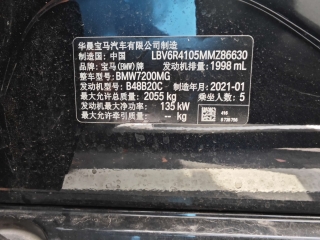 华晨宝马汽车有限公司制造
制造国：中国 LBV6R4105MMZ86630
品牌：宝马(BMW)牌 发动机排量：1998 mL
整车型号：BMW7200MG
发动机型号：B48B20C 制造年月：2021-01
最大允许总质量：2055 kg 乘坐人数：5
发动机最大净功率：135 kW
最大允许牵引质量：-- kg